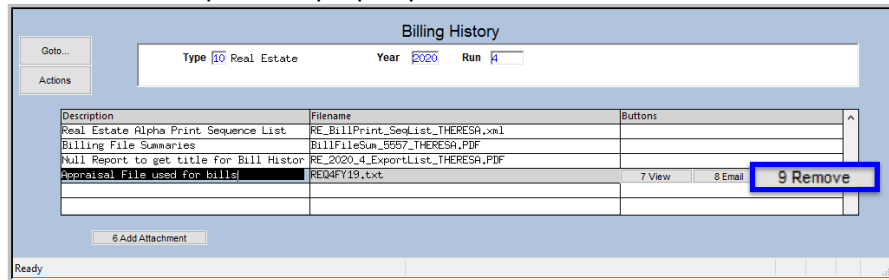 Billing History
Goto...
Type 10 Real Estate Year 2020 Run 4
Actions
Description Filename Buttons
Real Estate Alpha Print Sequence List RE_BillPrint_SeqList_THERESA.xml
Billing File Summaries BillFileSum_5557_THERESA.PDF
Null Report to get title for Bill Histor RE_2020_4_ExportList_THERESA.PDF
Appraisal File used for bills REQ4FY19.txt 7 View 8 Email 9 Remove
6 Add Attachment
Ready